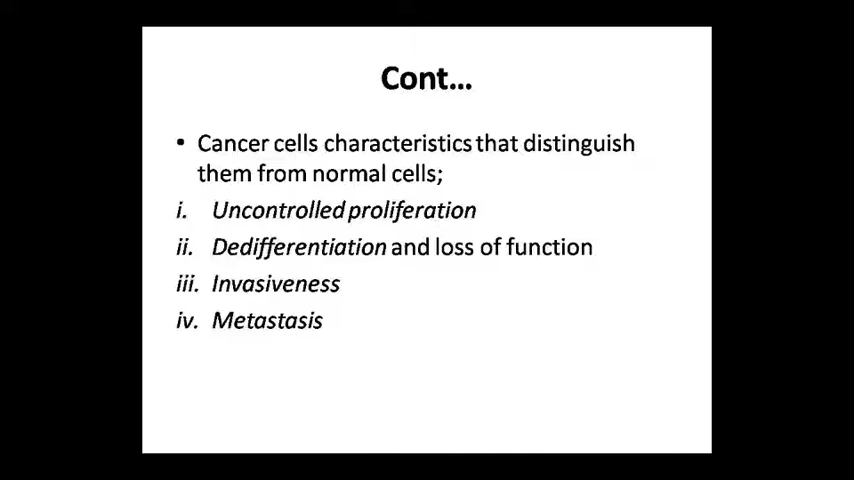 Cont...
• Cancer cells characteristics that distinguish
them from normal cells;
i. Uncontrolled proliferation
ii. Dedifferentiation and loss of function
iii. Invasiveness
iv. Metastasis